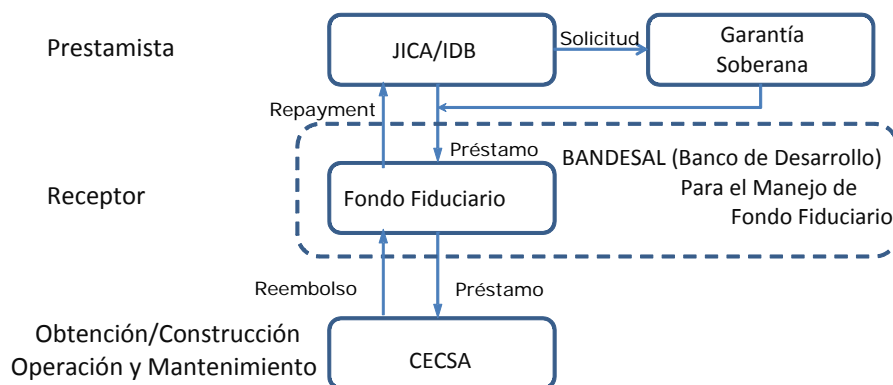 Prestamista
JICA/IDB
Solicitud
Garantía
Soberana
Repayment
Préstamo
BANDESAL (Banco de Desarrollo)
Para el Manejo de
Fondo Fiduciario
Receptor
Fondo Fiduciario
Reembolso
Préstamo
Obtención/Construcción
Operación y Mantenimiento
CECSA